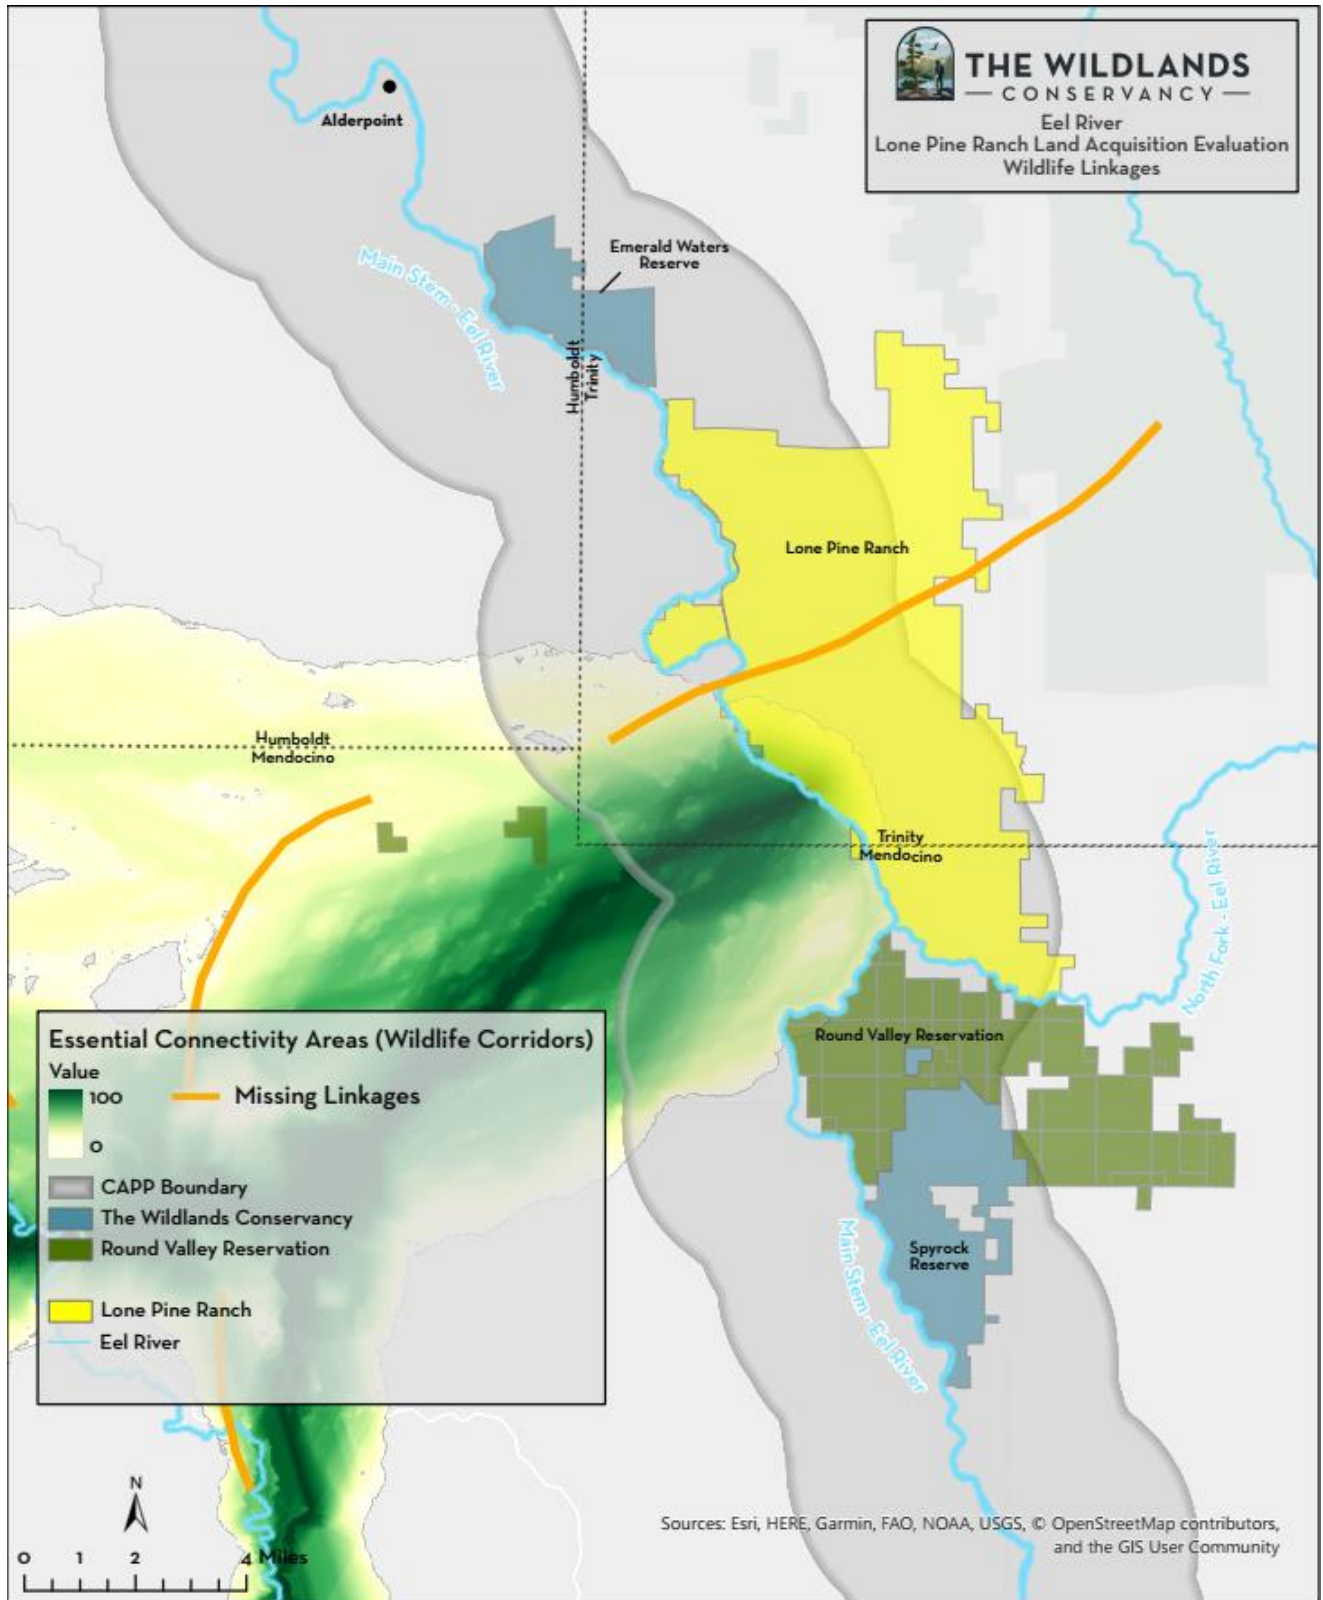 THE WILDLANDS
CONSERVANCY
Eel River
Lone Pine Ranch Land Acquisition Evaluation
Wildlife Linkages
Alderpoint
Emerald Waters
Reserve
Main Stem - Eel River
Humboldt
Trinity
Lone Pine Ranch
Humboldt
Mendocino
Trinity
Mendocino
North Fork - Eel River
Round Valley Reservation
Spyrock
Reserve
Main Stem - Eel River
Essential Connectivity Areas (Wildlife Corridors)
Value
100
Missing Linkages
0
CAPP Boundary
The Wildlands Conservancy
Round Valley Reservation
Lone Pine Ranch
Eel River
N
0 1 2 4 Miles
Sources: Esri, HERE, Garmin, FAO, NOAA, USGS, © OpenStreetMap contributors,
and the GIS User Community